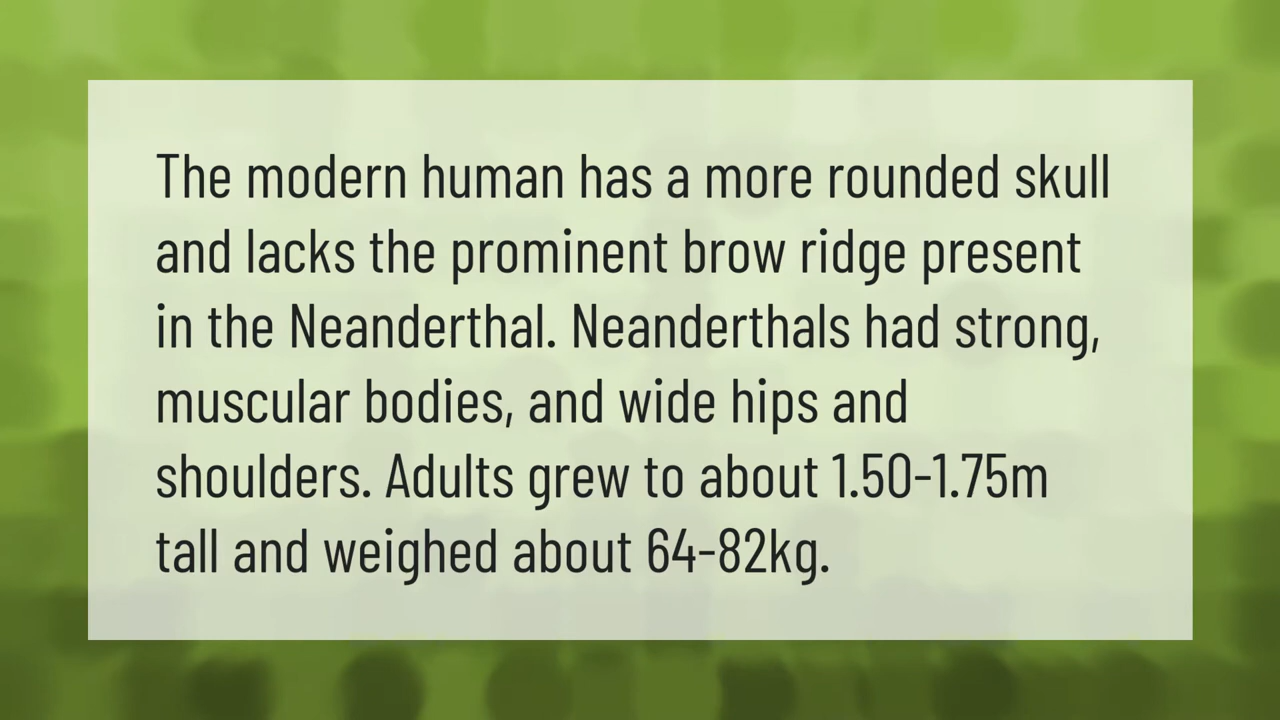 The modern human has a more rounded skull
and lacks the prominent brow ridge present
in the Neanderthal. Neanderthals had strong,
muscular bodies, and wide hips and
shoulders. Adults grew to about 1.50-1.75m
tall and weighed about 64-82kg.